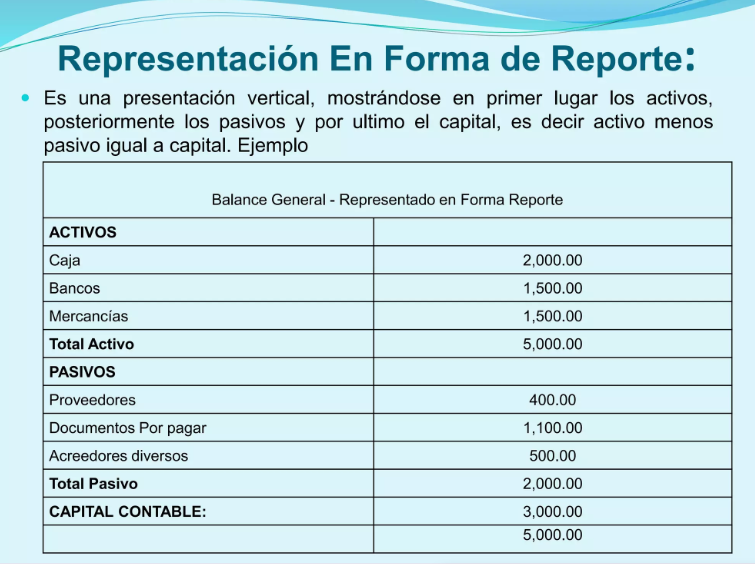 Representación En Forma de Reporte:
• Es una presentación vertical, mostrándose en primer lugar los activos,
posteriormente los pasivos y por ultimo el capital, es decir activo menos
pasivo igual a capital. Ejemplo
Balance General - Representado en Forma Reporte
ACTIVOS
Caja 2,000.00
Bancos 1,500.00
Mercancías 1,500.00
Total Activo 5,000.00
PASIVOS
Proveedores 400.00
Documentos Por pagar 1,100.00
Acreedores diversos 500.00
Total Pasivo 2,000.00
CAPITAL CONTABLE: 3,000.00
5,000.00